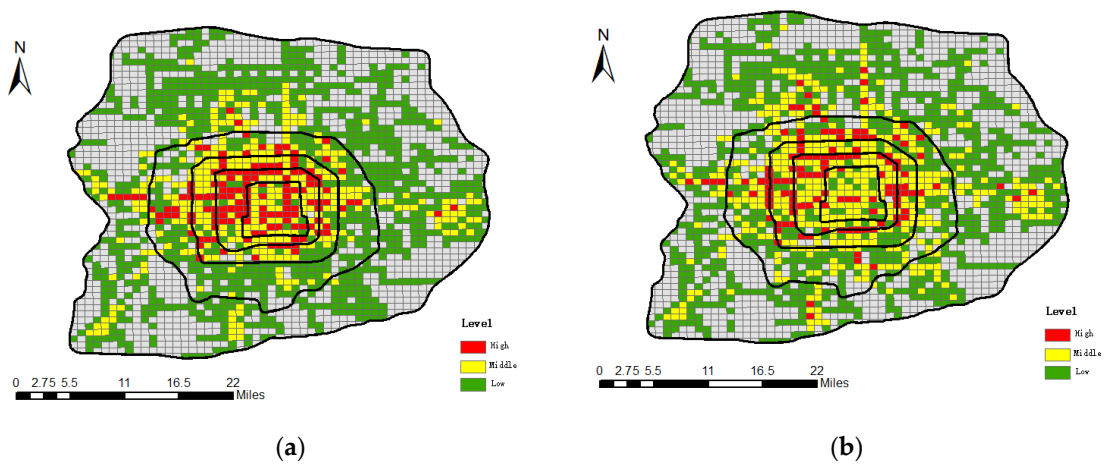 N
Level
High
Middle
Low
0 2.75 5.5 11 16.5 22
Miles
(a)
N
Level
High
Middle
Low
0 2.75 5.5 11 16.5 22
Miles
(b)